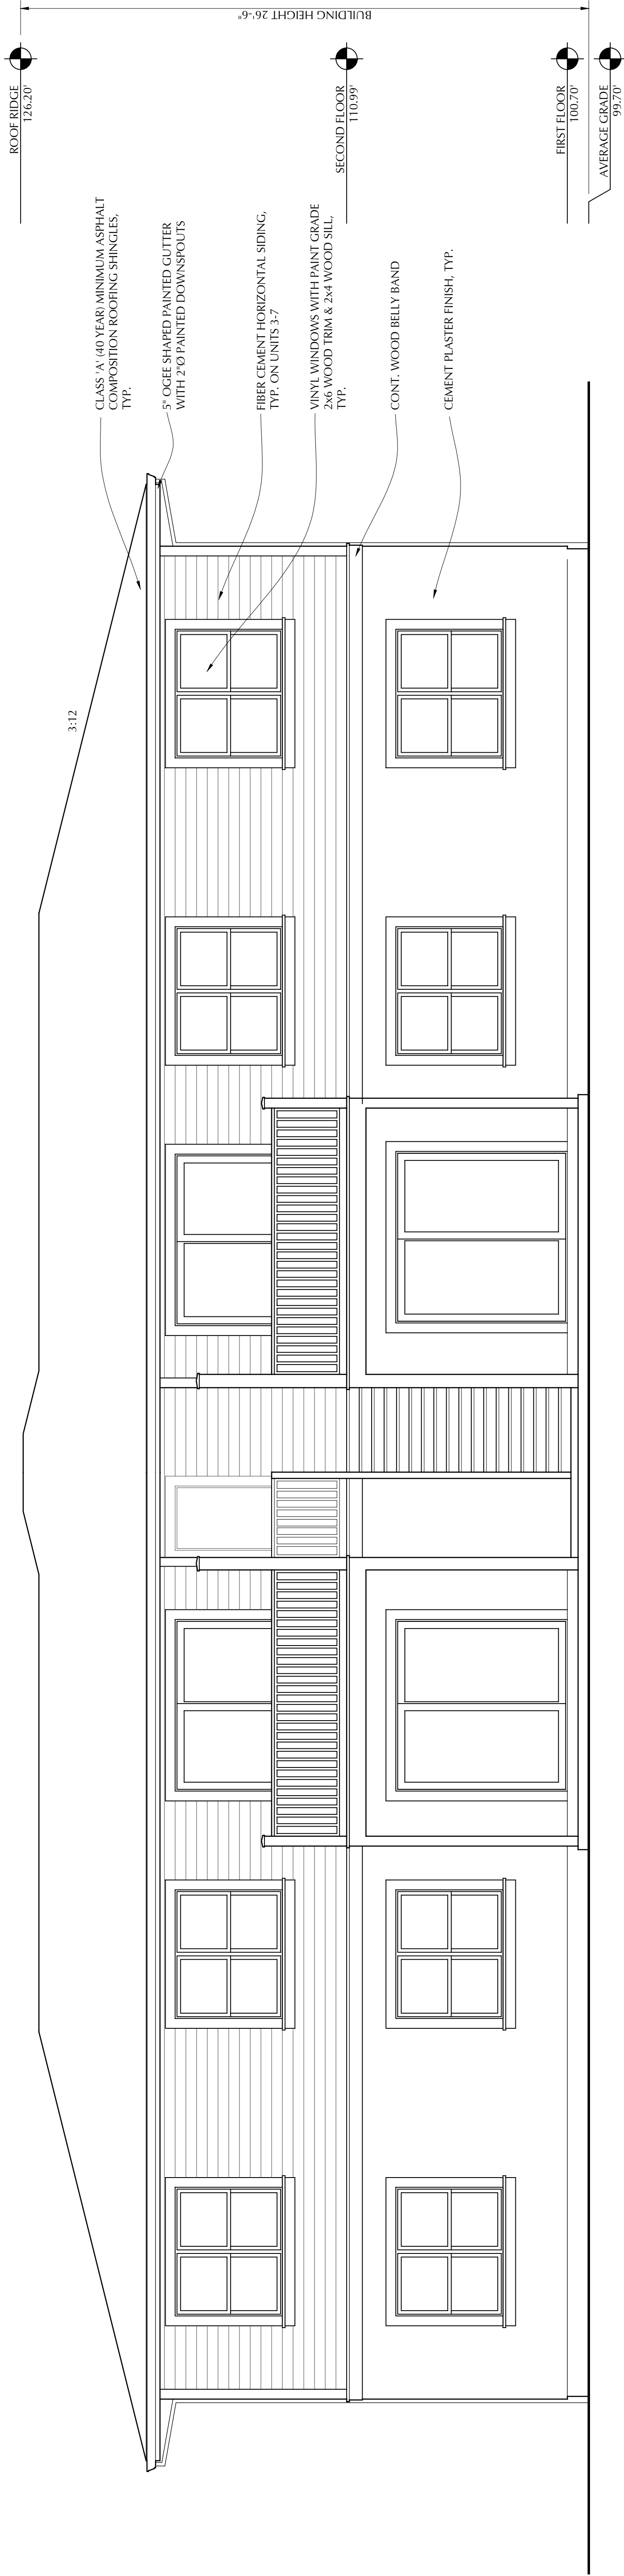 BUILDING HEIGHT 26'-6"
ROOF RIDGE
126.20'
SECOND FLOOR
110.99'
FIRST FLOOR
100.70'
AVERAGE GRADE
99.70'
CLASS 'A' (40 YEAR) MINIMUM ASPHALT
COMPOSITION ROOFING SHINGLES,
TYP.
5" OGEE SHAPED PAINTED GUTTER
WITH 2"Ø PAINTED DOWNSPOUTS
FIBER CEMENT HORIZONTAL SIDING,
TYP. ON UNITS 3-7
VINYL WINDOWS WITH PAINT GRADE
2x6 WOOD TRIM & 2x4 WOOD SILL,
TYP.
CONT. WOOD BELLY BAND
CEMENT PLASTER FINISH, TYP.
3:12